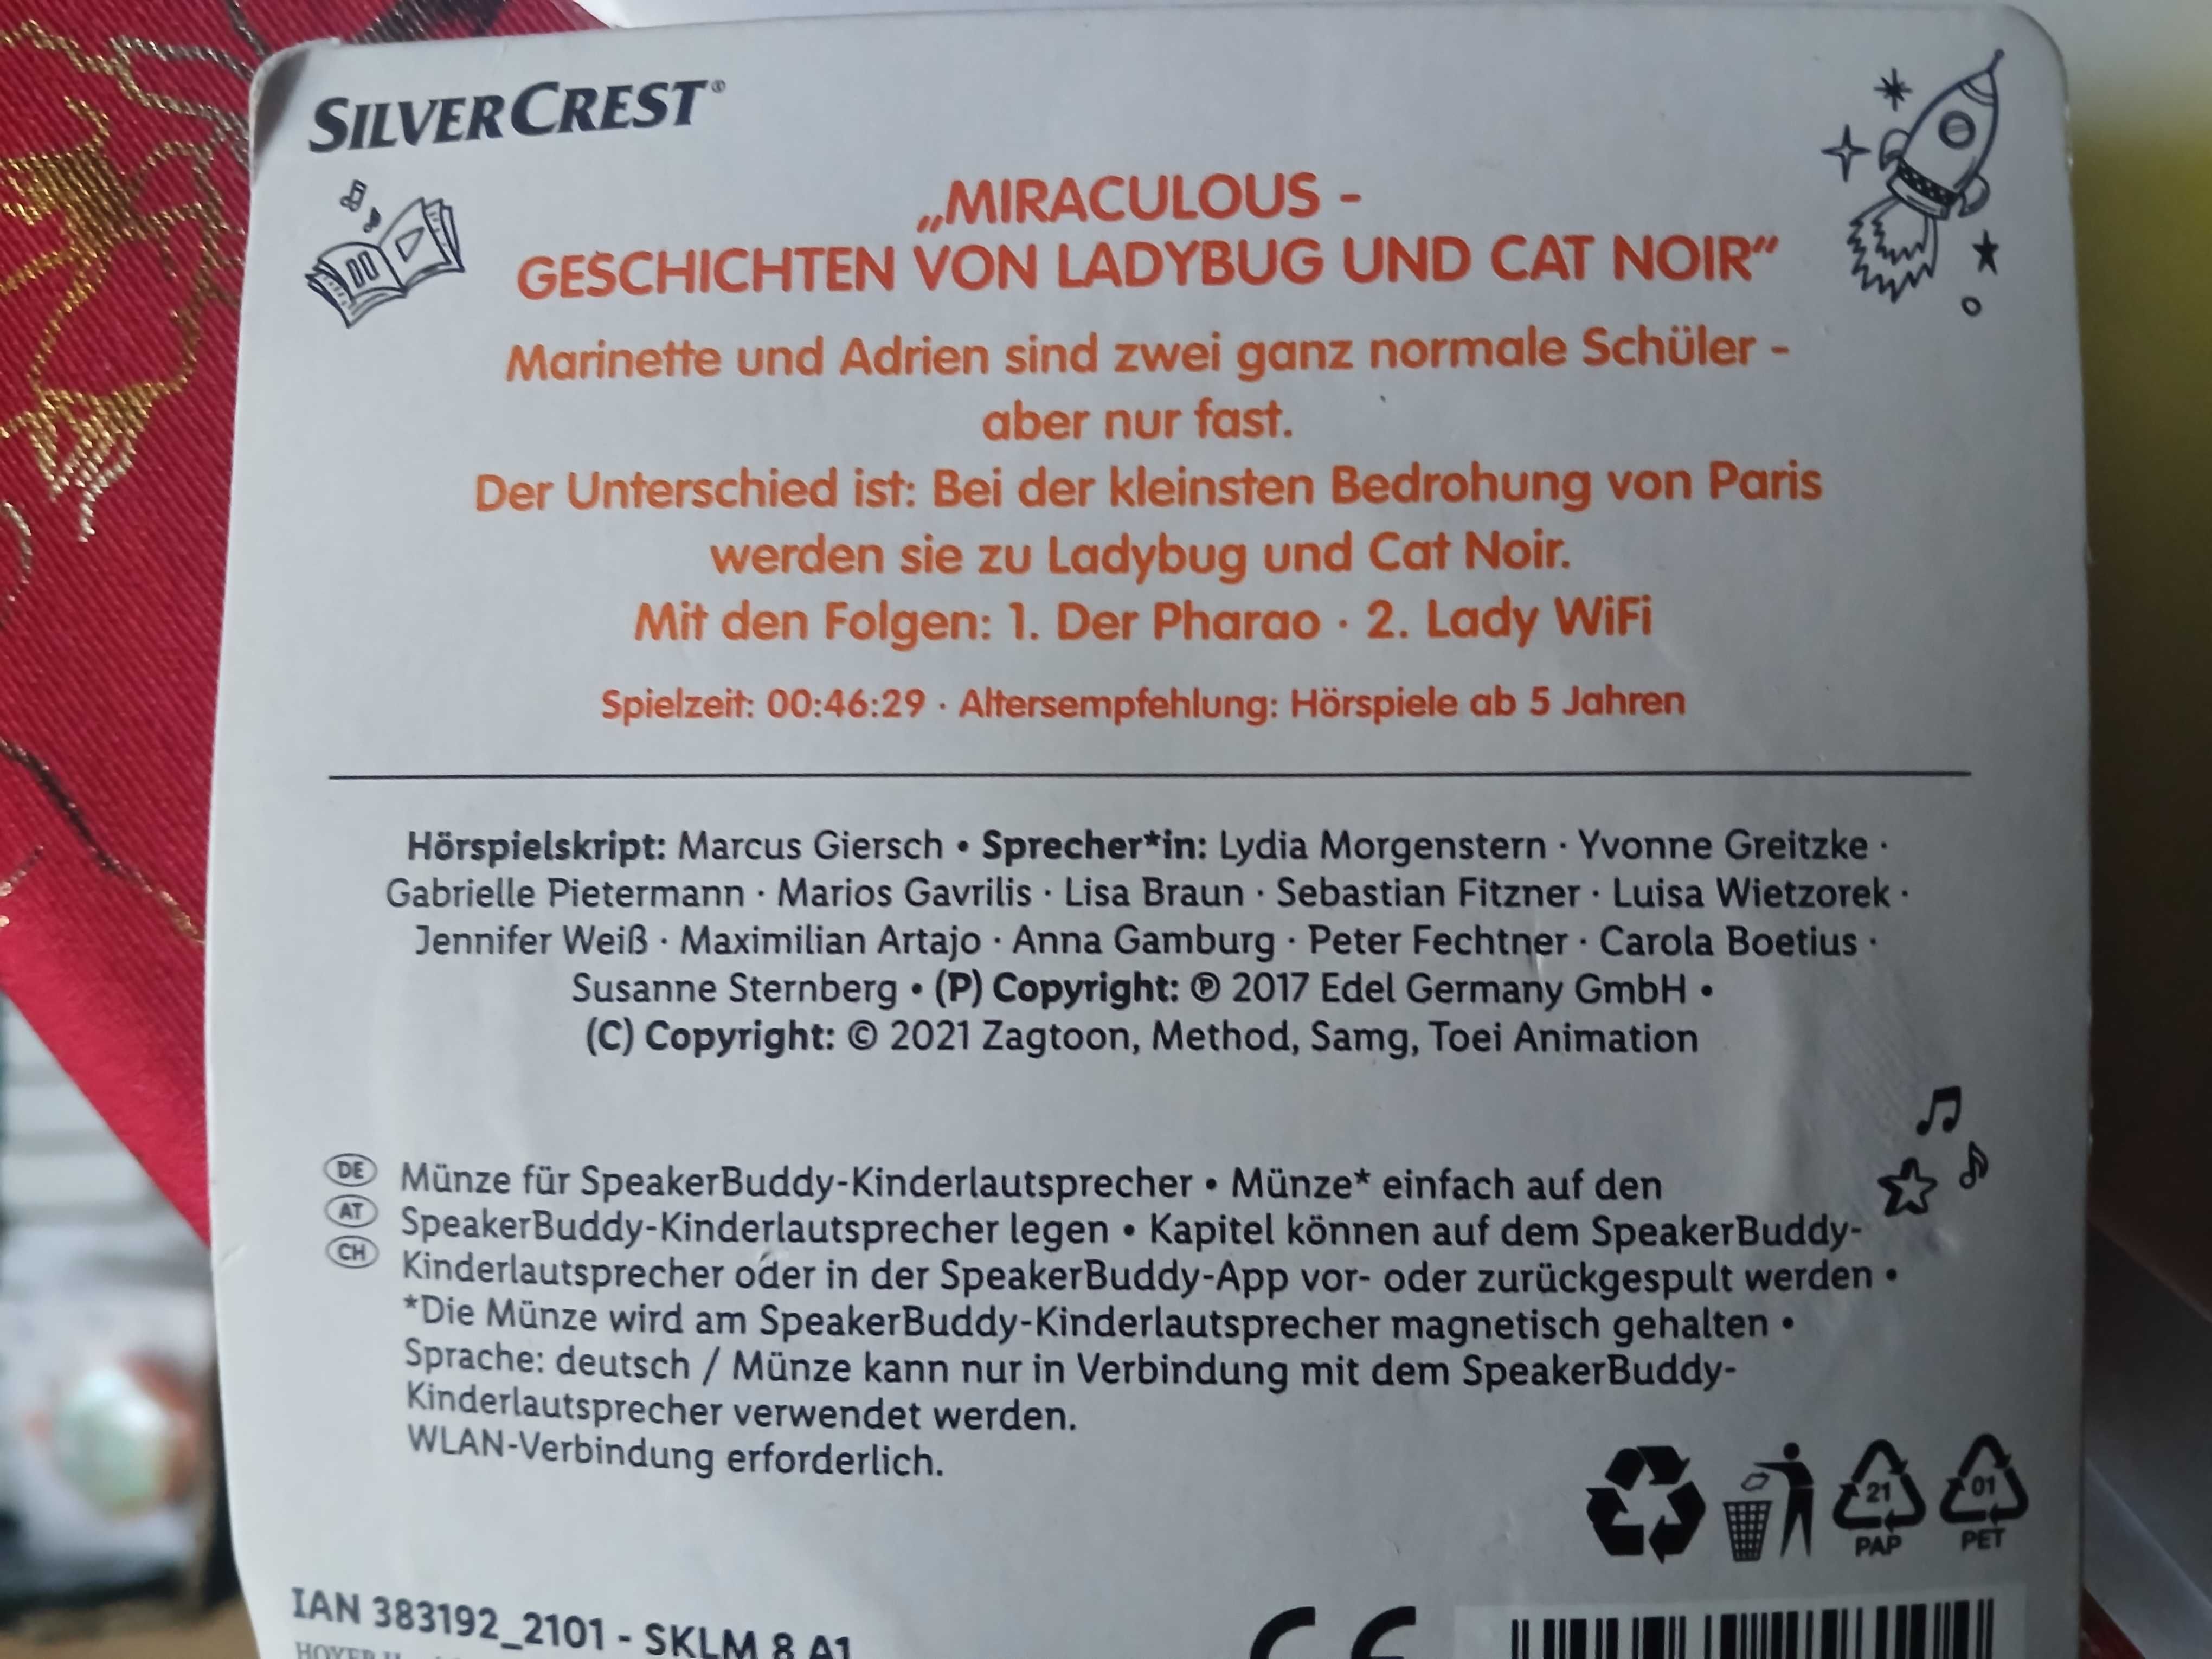 SILVERCREST®
„MIRACULOUS -
GESCHICHTEN VON LADYBUG UND CAT NOIR“
Marinette und Adrien sind zwei ganz normale Schüler -
aber nur fast.
Der Unterschied ist: Bei der kleinsten Bedrohung von Paris
werden sie zu Ladybug und Cat Noir.
Mit den Folgen: 1. Der Pharao · 2. Lady WiFi
Spielzeit: 00:46:29 · Altersempfehlung: Hörspiele ab 5 Jahren
Hörspielskript: Marcus Giersch • Sprecher*in: Lydia Morgenstern · Yvonne Greitzke ·
Gabrielle Pietermann · Marios Gavrilis · Lisa Braun · Sebastian Fitzner · Luisa Wietzorek ·
Jennifer Weiß · Maximilian Artajo · Anna Gamburg · Peter Fechtner · Carola Boetius ·
Susanne Sternberg • (P) Copyright: ℗ 2017 Edel Germany GmbH •
(C) Copyright: © 2021 Zagtoon, Method, Samg, Toei Animation
DE
AT
CH
Münze für SpeakerBuddy-Kinderlautsprecher • Münze* einfach auf den
SpeakerBuddy-Kinderlautsprecher legen • Kapitel können auf dem SpeakerBuddy-
Kinderlautsprecher oder in der SpeakerBuddy-App vor- oder zurückgespult werden •
*Die Münze wird am SpeakerBuddy-Kinderlautsprecher magnetisch gehalten •
Sprache: deutsch / Münze kann nur in Verbindung mit dem SpeakerBuddy-
Kinderlautsprecher verwendet werden.
WLAN-Verbindung erforderlich.
21 01
PAP PET
IAN 383192_2101 - SKLM 8 A1
CE